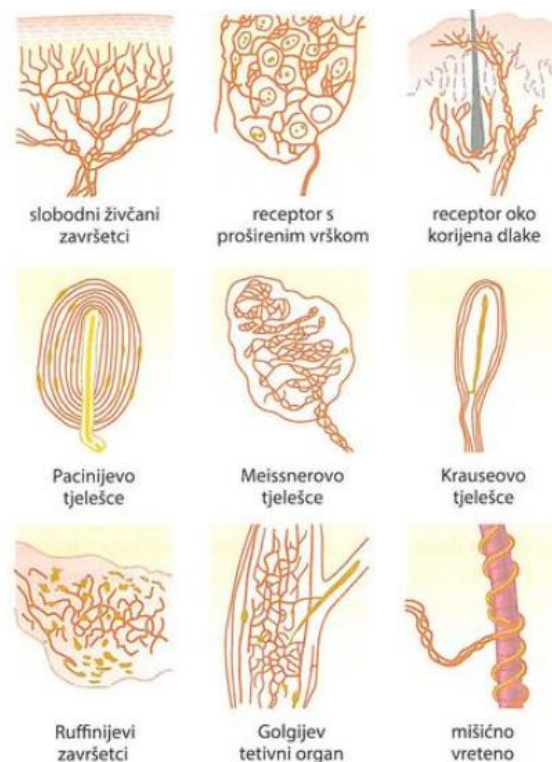 slobodni živčani
završetci
receptor s
proširenim vrškom
receptor oko
korijena dlake
Pacinijevo
tjelešce
Meissnerovo
tjelešce
Krauseovo
tjelešce
Ruffinijevi
završetci
Golgijev
tetivni organ
mišićno
vreteno